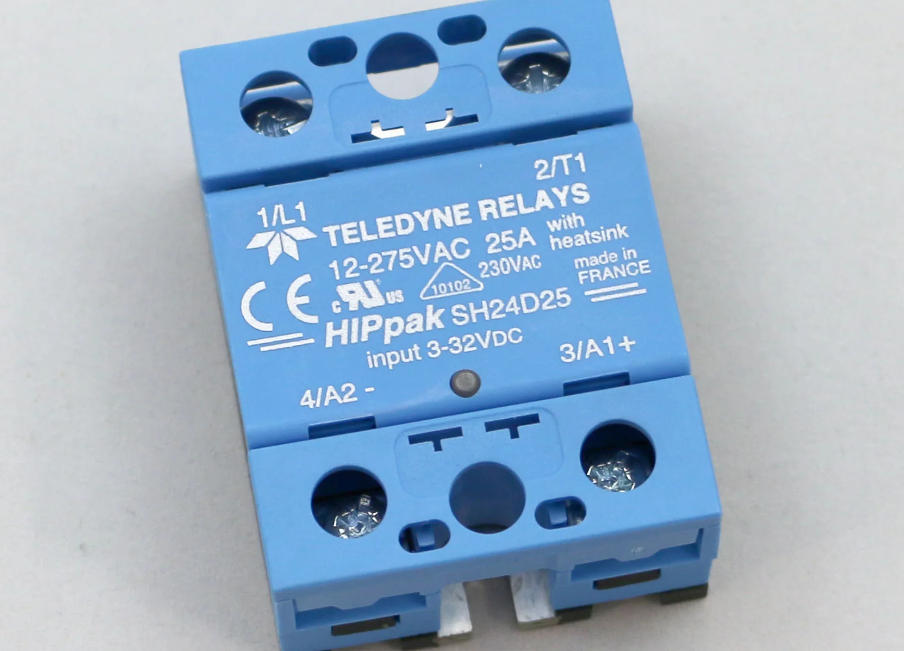 2/T1
1/L1
TELEDYNE RELAYS
12-275VAC 25A with heatsink
c RU US 10102 230VAC made in FRANCE
CE
HIPpak SH24D25
input 3-32VDC
4/A2 - 3/A1+